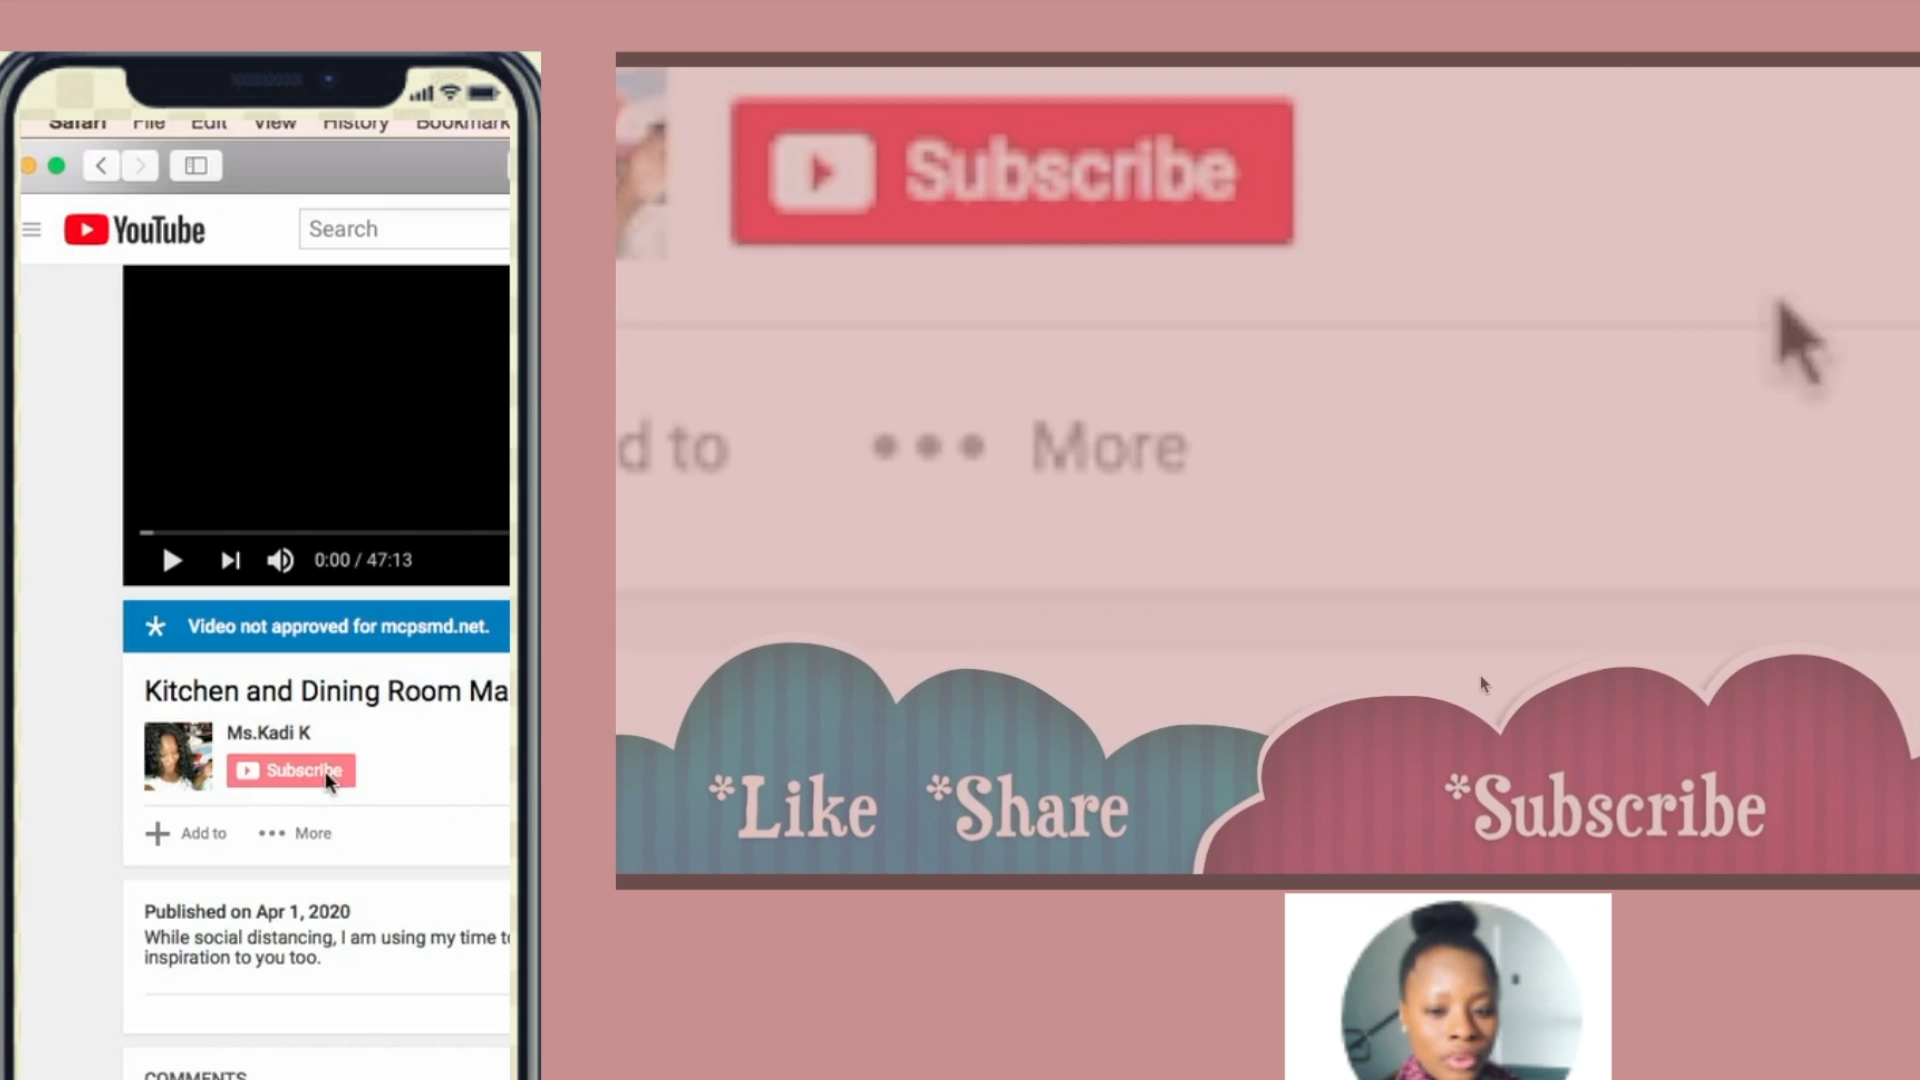 Safari File Edit View History Bookmark
YouTube
Search
0:00 / 47:13
Video not approved for mcpsmd.net.
Kitchen and Dining Room Ma
Ms.Kadi K
Subscribe
Add to
More
Published on Apr 1, 2020
While social distancing, I am using my time t
inspiration to you too.
COMMENTS
Subscribe
d to
More
*Like *Share
*Subscribe